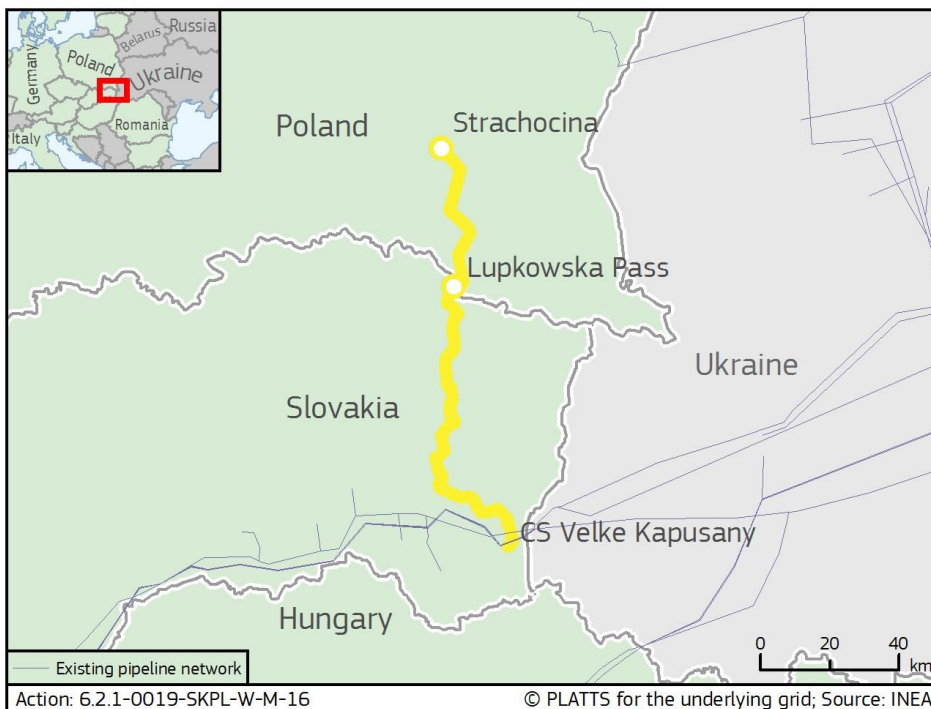 Russia
Belarus
Poland
Germany
Ukraine
Romania
Italy
Poland
Strachocina
Lupkowska Pass
Ukraine
Slovakia
CS Velke Kapusany
Hungary
0 20 40
km
Existing pipeline network
Action: 6.2.1-0019-SKPL-W-M-16
© PLATTS for the underlying grid; Source: INEA